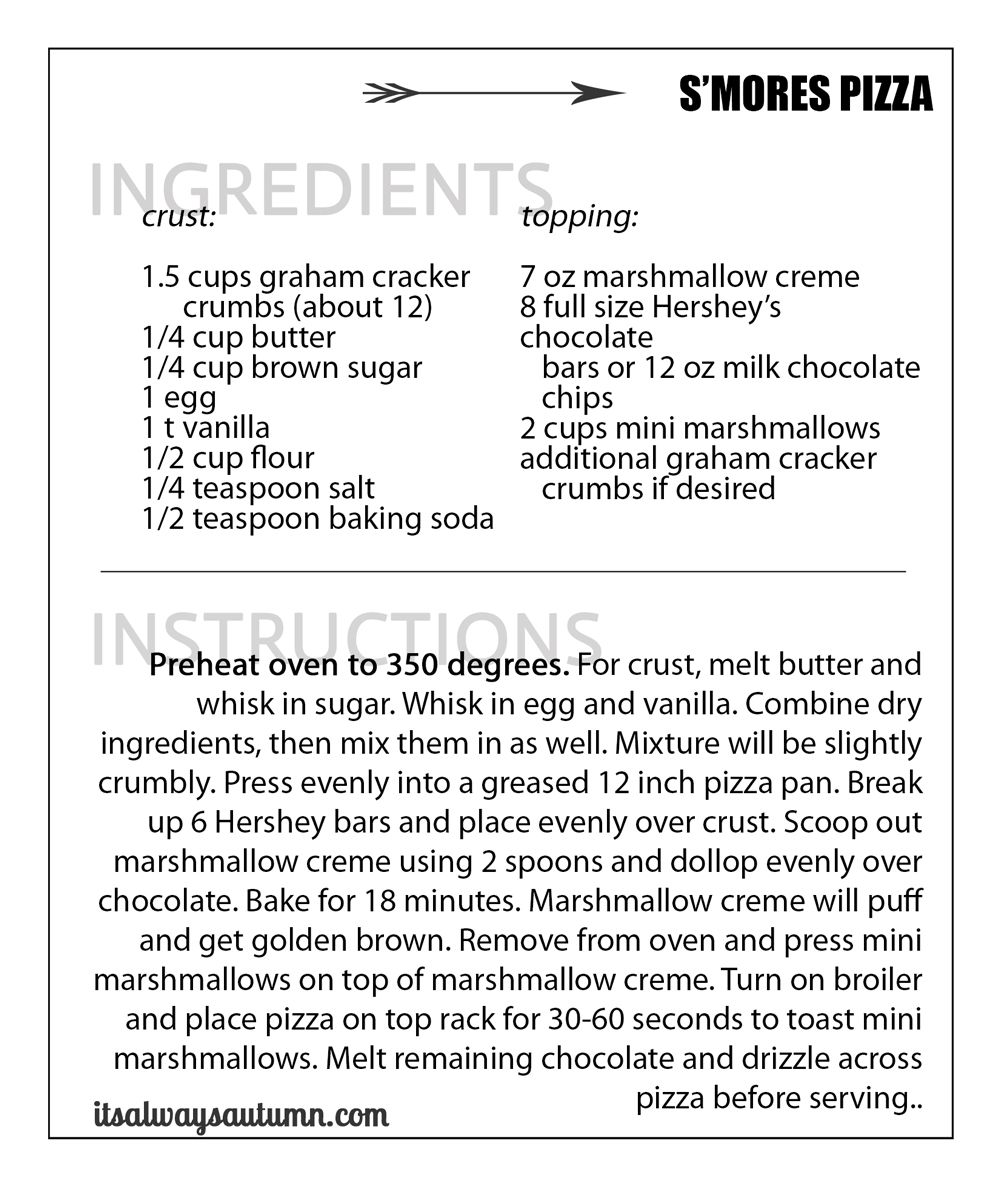 S'MORES PIZZA
INGREDIENTS
crust:
1.5 cups graham cracker
crumbs (about 12)
1/4 cup butter
1/4 cup brown sugar
1 egg
1 t vanilla
1/2 cup flour
1/4 teaspoon salt
1/2 teaspoon baking soda
topping:
7 oz marshmallow creme
8 full size Hershey's
chocolate
bars or 12 oz milk chocolate
chips
2 cups mini marshmallows
additional graham cracker
crumbs if desired
INSTRUCTIONS
Preheat oven to 350 degrees. For crust, melt butter and
whisk in sugar. Whisk in egg and vanilla. Combine dry
ingredients, then mix them in as well. Mixture will be slightly
crumbly. Press evenly into a greased 12 inch pizza pan. Break
up 6 Hershey bars and place evenly over crust. Scoop out
marshmallow creme using 2 spoons and dollop evenly over
chocolate. Bake for 18 minutes. Marshmallow creme will puff
and get golden brown. Remove from oven and press mini
marshmallows on top of marshmallow creme. Turn on broiler
and place pizza on top rack for 30-60 seconds to toast mini
marshmallows. Melt remaining chocolate and drizzle across
pizza before serving..
itsalwaysautumn.com